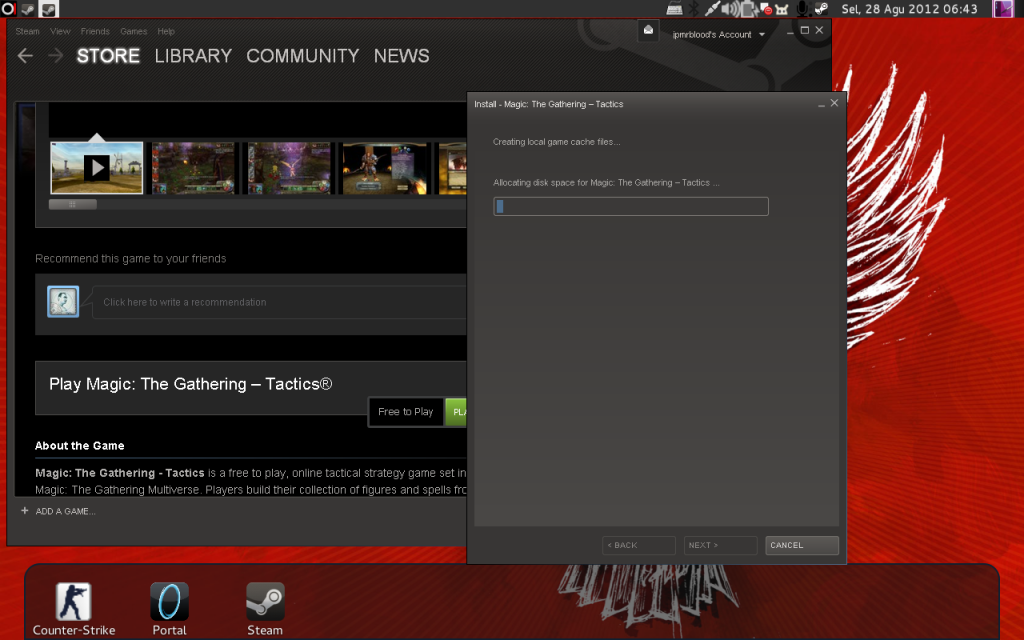 Sel, 28 Agu 2012 06:43
Steam View Friends Games Help
jpmrblood's Account
STORE LIBRARY COMMUNITY NEWS
Install - Magic: The Gathering – Tactics
Creating local game cache files...
Allocating disk space for Magic: The Gathering – Tactics ...
Recommend this game to your friends
Click here to write a recommendation
Play Magic: The Gathering – Tactics®
Free to Play
PLA
About the Game
Magic: The Gathering - Tactics is a free to play, online tactical strategy game set in
Magic: The Gathering Multiverse. Players build their collection of figures and spells fro
+ ADD A GAME...
< BACK NEXT > CANCEL
Counter-Strike Portal Steam